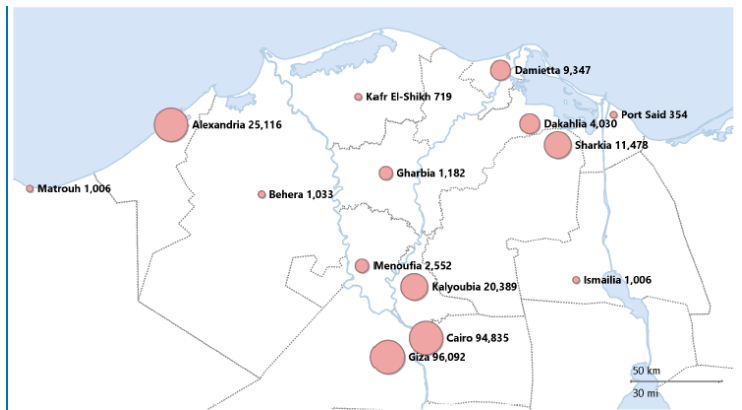 Damietta 9,347
Kafr El-Shikh 719
Port Said 354
Alexandria 25,116
Dakahlia 4,030
Sharkia 11,478
Gharbia 1,182
Matrouh 1,006
Behera 1,033
Menoufia 2,552
Ismailia 1,006
Kalyoubia 20,389
Cairo 94,835
Giza 96,092
50 km
30 mi